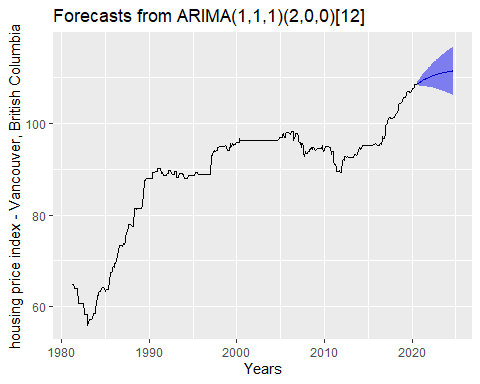 Forecasts from ARIMA(1,1,1)(2,0,0)[12]
housing price index - Vancouver, British Columbia
100
80
60
1980
1990
2000
2010
2020
Years